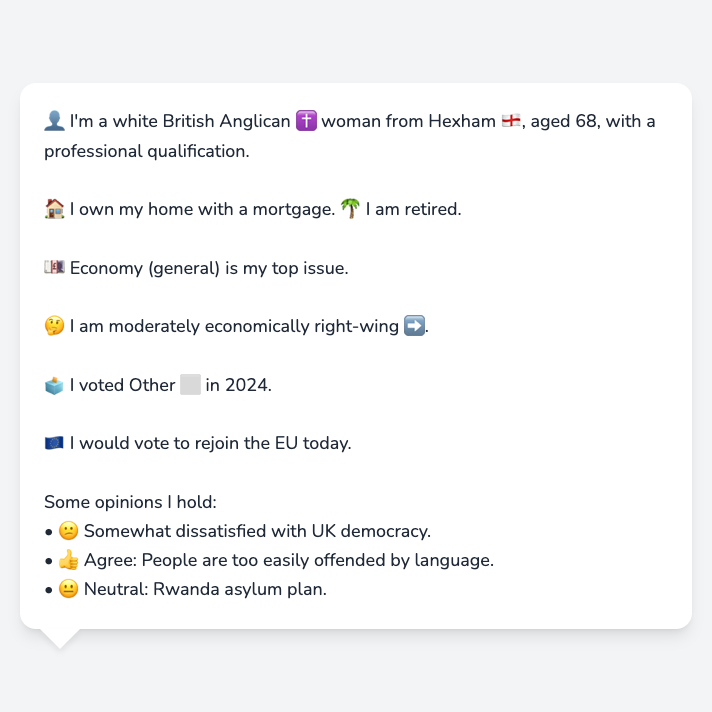 👤 I'm a white British Anglican ✝️ woman from Hexham 🏴󠁧󠁢󠁥󠁮󠁧󠁿, aged 68, with a
professional qualification.
🏠 I own my home with a mortgage. 🌴 I am retired.
💷 Economy (general) is my top issue.
🤔 I am moderately economically right-wing ➡️.
🗳️ I voted Other ⬜ in 2024.
🇪🇺 I would vote to rejoin the EU today.
Some opinions I hold:
• 😕 Somewhat dissatisfied with UK democracy.
• 👍 Agree: People are too easily offended by language.
• 😐 Neutral: Rwanda asylum plan.